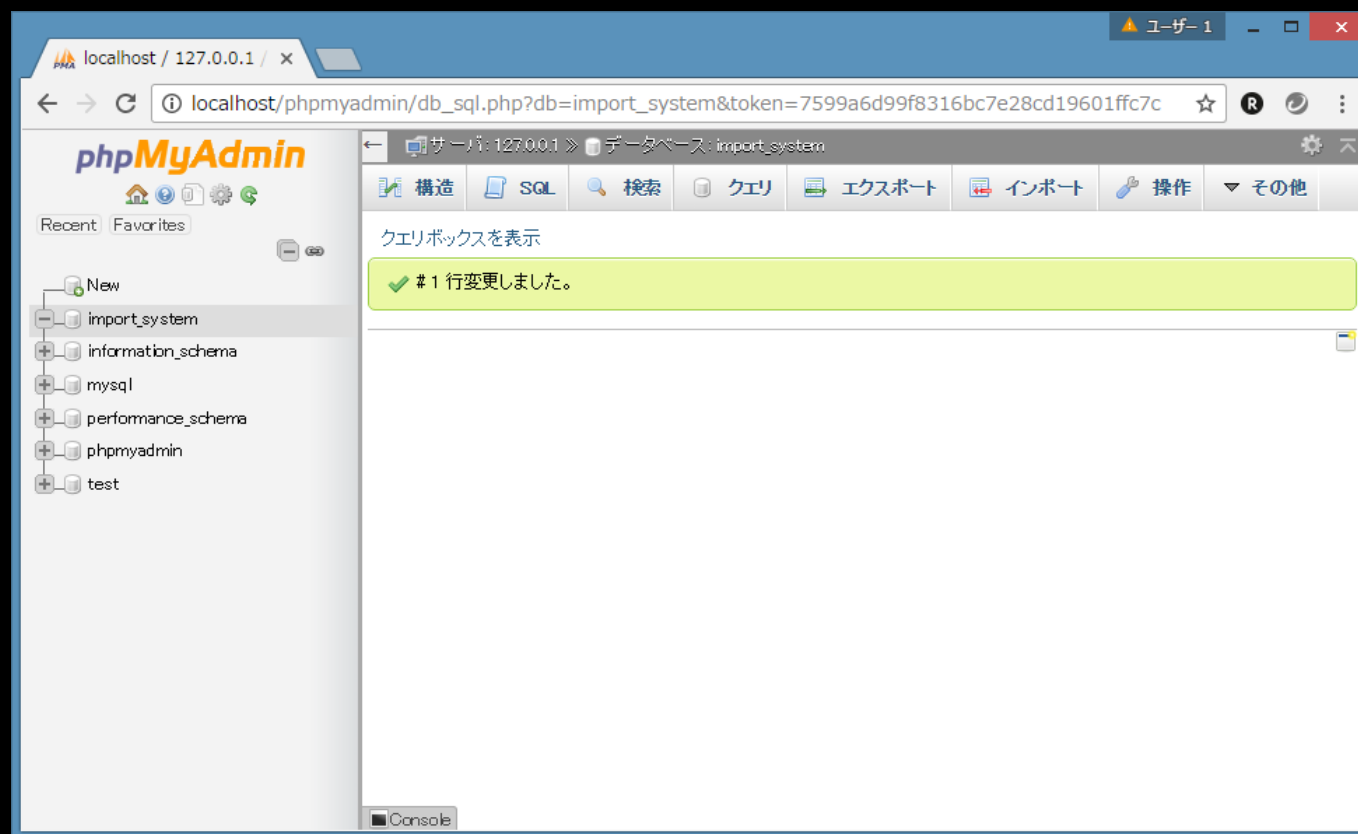 ユーザー 1
localhost / 127.0.0.1 /
localhost/phpmyadmin/db_sql.php?db=import_system&token=7599a6d99f8316bc7e28cd19601ffc7c
phpMyAdmin
Recent Favorites
New
import_system
information_schema
mysql
performance_schema
phpmyadmin
test
サーバ: 127.0.0.1 » データベース: import_system
構造 SQL 検索 クエリ エクスポート インポート 操作 その他
クエリボックスを表示
# 1 行変更しました。
Console